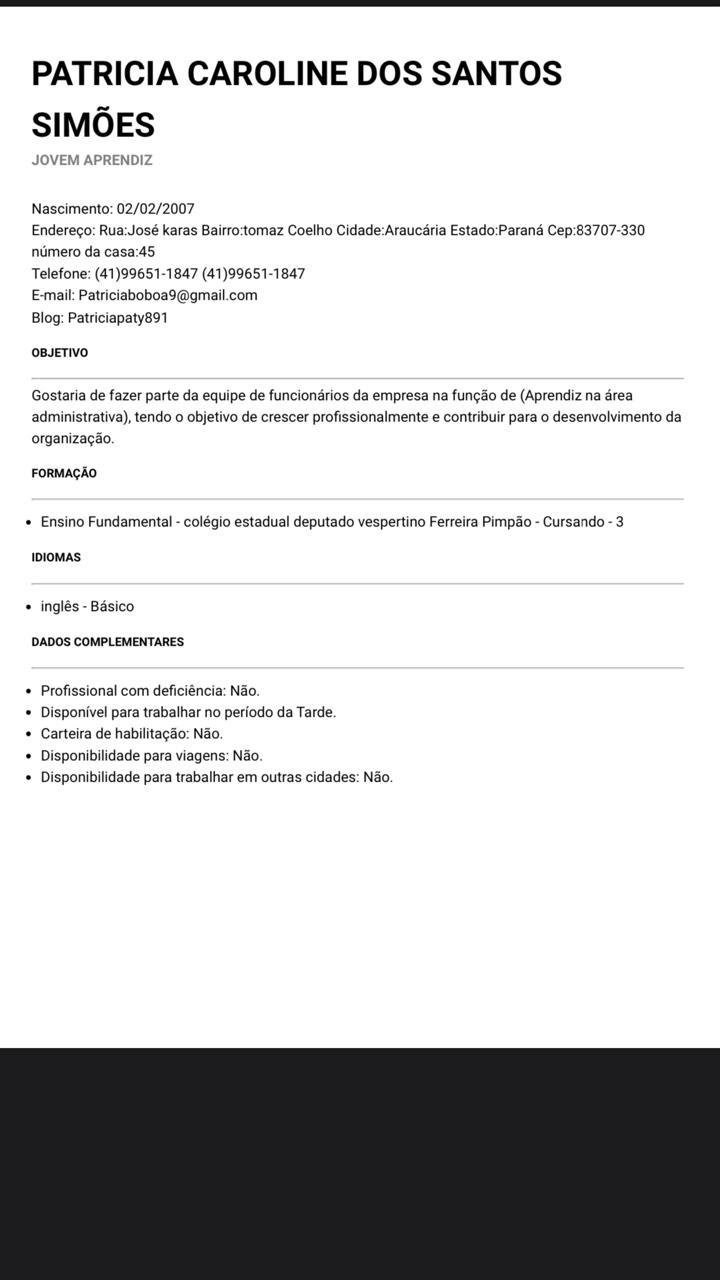 PATRICIA CAROLINE DOS SANTOS
SIMÕES
JOVEM APRENDIZ
Nascimento: 02/02/2007
Endereço: Rua:José karas Bairro:tomaz Coelho Cidade:Araucária Estado:Paraná Cep:83707-330
número da casa:45
Telefone: (41)99651-1847 (41)99651-1847
E-mail: Patriciaboboa9@gmail.com
Blog: Patriciapaty891
OBJETIVO
Gostaria de fazer parte da equipe de funcionários da empresa na função de (Aprendiz na área
administrativa), tendo o objetivo de crescer profissionalmente e contribuir para o desenvolvimento da
organização.
FORMAÇÃO
• Ensino Fundamental - colégio estadual deputado vespertino Ferreira Pimpão - Cursando - 3
IDIOMAS
• inglês - Básico
DADOS COMPLEMENTARES
• Profissional com deficiência: Não.
• Disponível para trabalhar no período da Tarde.
• Carteira de habilitação: Não.
• Disponibilidade para viagens: Não.
• Disponibilidade para trabalhar em outras cidades: Não.